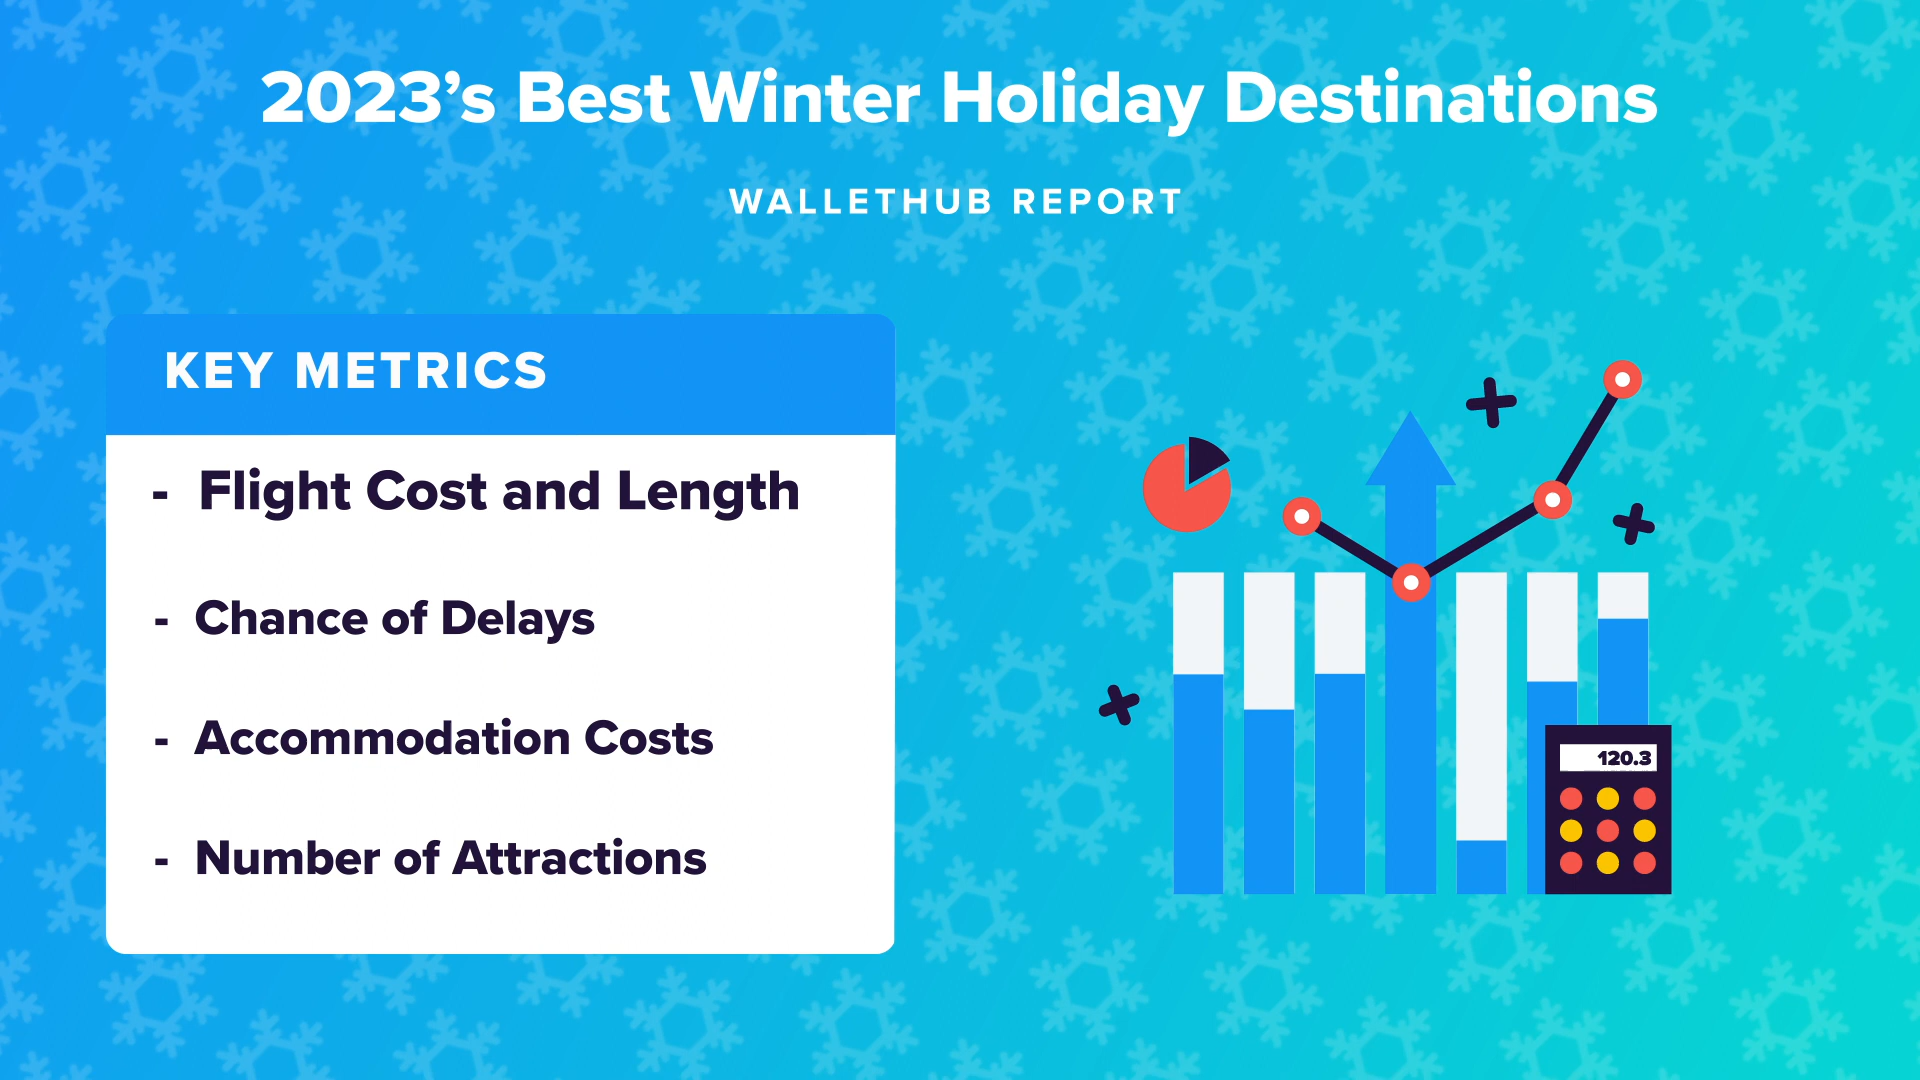 2023’s Best Winter Holiday Destinations
WALLETHUB REPORT
KEY METRICS
- Flight Cost and Length
- Chance of Delays
- Accommodation Costs
- Number of Attractions
120.3